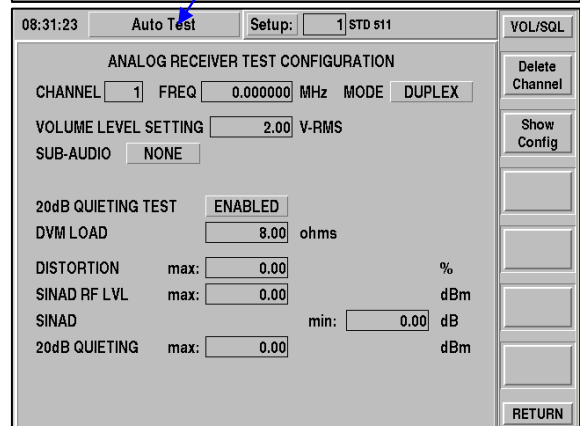 08:31:23 Auto Test Setup: 1 STD 511 VOL/SQL
ANALOG RECEIVER TEST CONFIGURATION
Delete Channel
CHANNEL 1 FREQ 0.000000 MHz MODE DUPLEX
VOLUME LEVEL SETTING 2.00 V-RMS
Show Config
SUB-AUDIO NONE
20dB QUIETING TEST ENABLED
DVM LOAD 8.00 ohms
DISTORTION max: 0.00 %
SINAD RF LVL max: 0.00 dBm
SINAD min: 0.00 dB
20dB QUIETING max: 0.00 dBm
RETURN